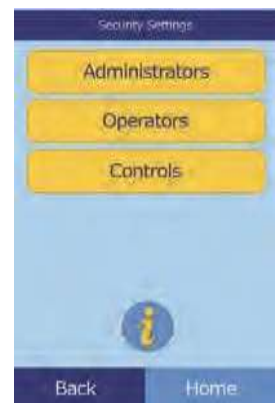 Security Settings
Administrators
Operators
Controls
i
Back Home